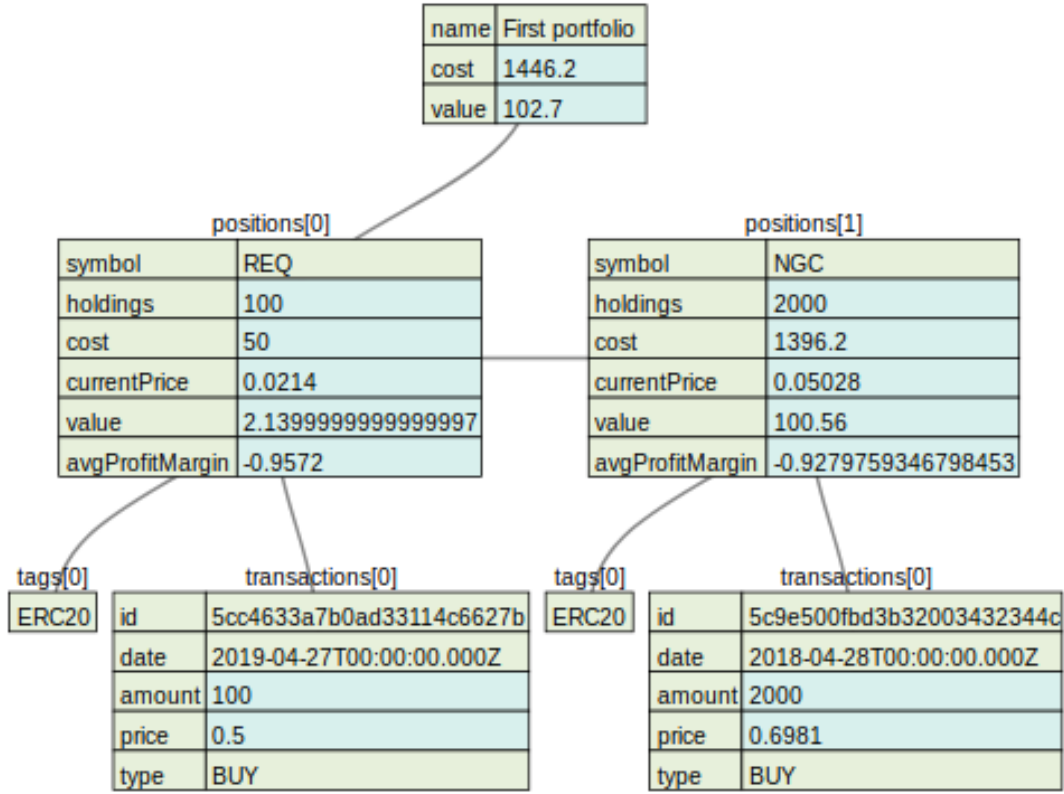 name First portfolio
cost 1446.2
value 102.7
positions[0]
symbol REQ
holdings 100
cost 50
currentPrice 0.0214
value 2.1399999999999997
avgProfitMargin -0.9572
positions[1]
symbol NGC
holdings 2000
cost 1396.2
currentPrice 0.05028
value 100.56
avgProfitMargin -0.9279759346798453
tags[0]
ERC20
transactions[0]
id 5cc4633a7b0ad33114c6627b
date 2019-04-27T00:00:00.000Z
amount 100
price 0.5
type BUY
tags[0]
ERC20
transactions[0]
id 5c9e500fbd3b32003432344c
date 2018-04-28T00:00:00.000Z
amount 2000
price 0.6981
type BUY